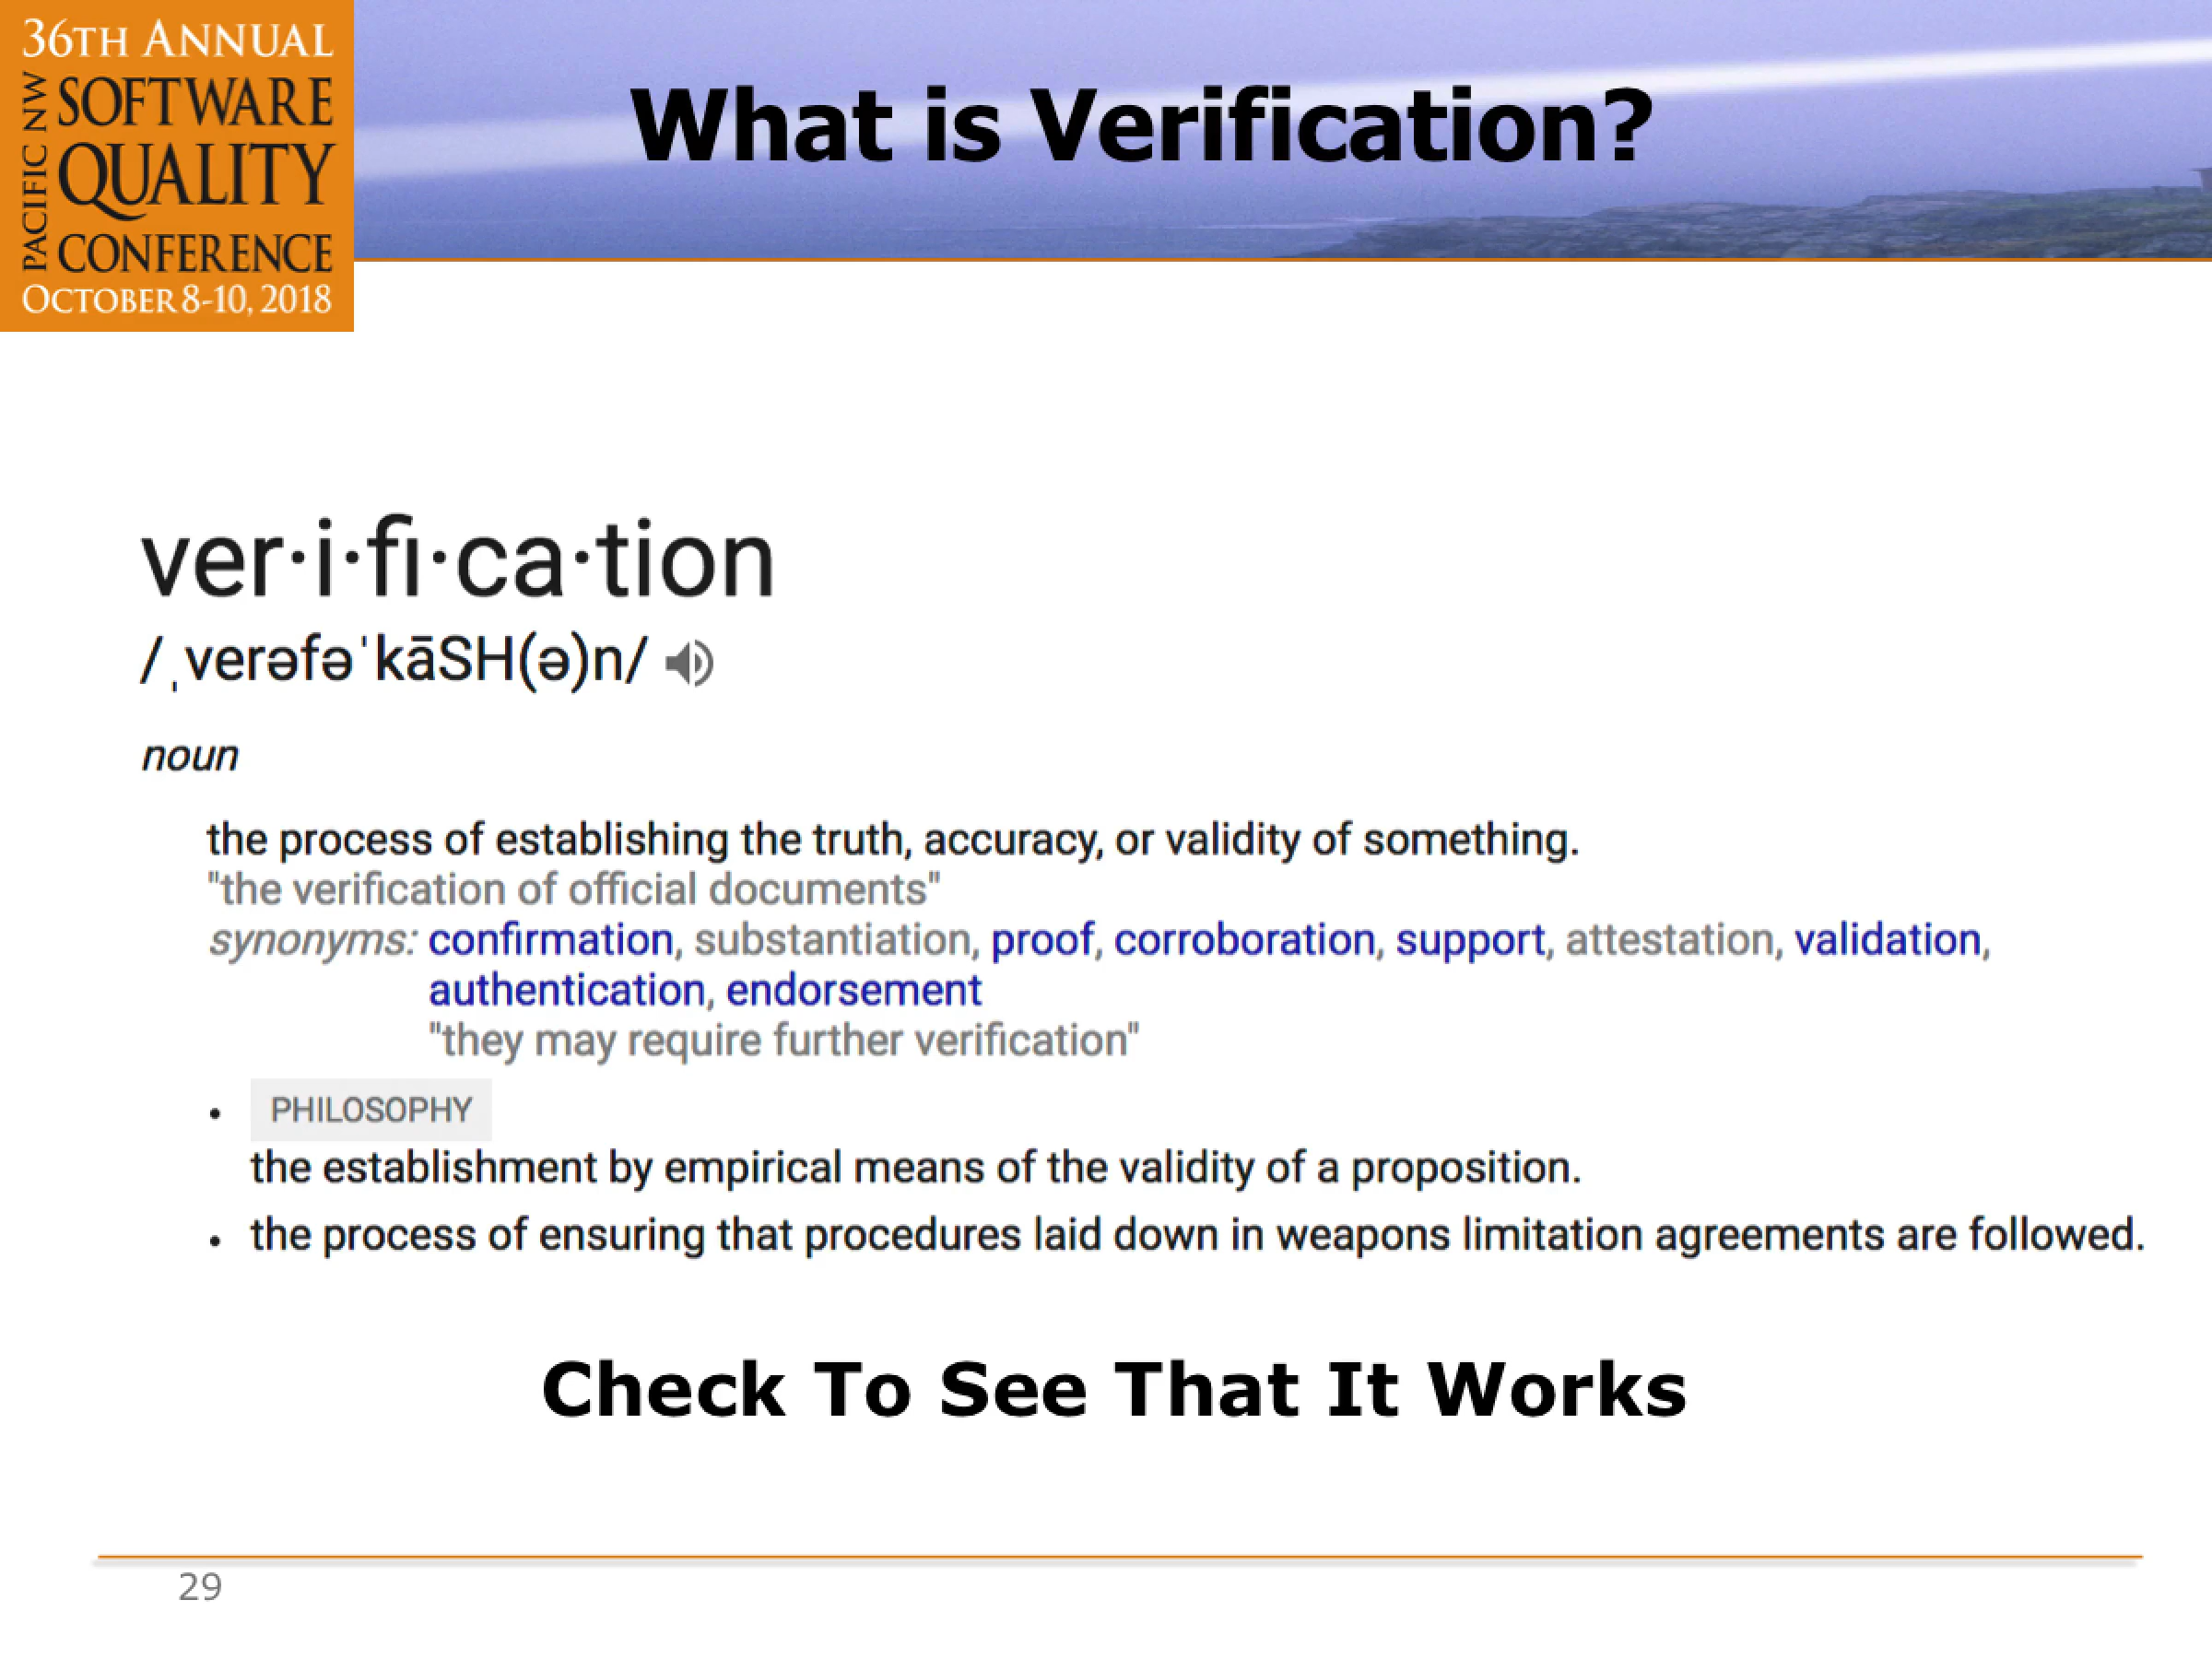 36TH ANNUAL
PACIFIC NW
SOFTWARE
QUALITY
CONFERENCE
OCTOBER 8-10, 2018
What is Verification?
ver·i·fi·ca·tion
/ˌverəfəˈkāSH(ə)n/
noun
the process of establishing the truth, accuracy, or validity of something.
"the verification of official documents"
synonyms: confirmation, substantiation, proof, corroboration, support, attestation, validation,
authentication, endorsement
"they may require further verification"
• PHILOSOPHY
the establishment by empirical means of the validity of a proposition.
• the process of ensuring that procedures laid down in weapons limitation agreements are followed.
Check To See That It Works
29